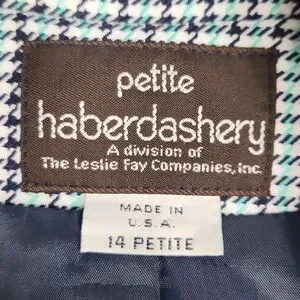 petite
haberdashery
A division of
The Leslie Fay Companies, Inc.
MADE IN
U.S.A.
14 PETITE